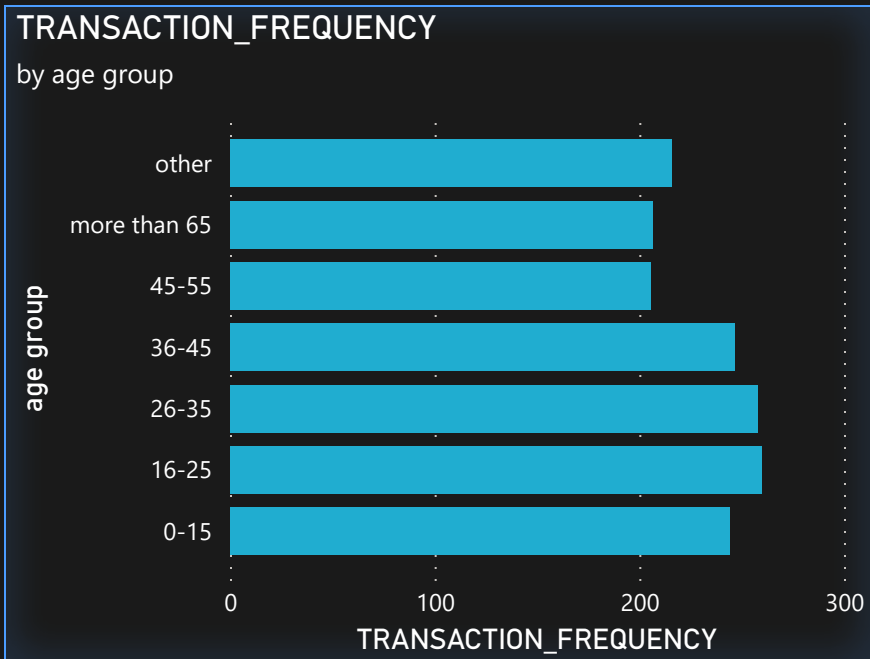 TRANSACTION_FREQUENCY
by age group
age group
other
more than 65
45-55
36-45
26-35
16-25
0-15
0 100 200 300
TRANSACTION_FREQUENCY